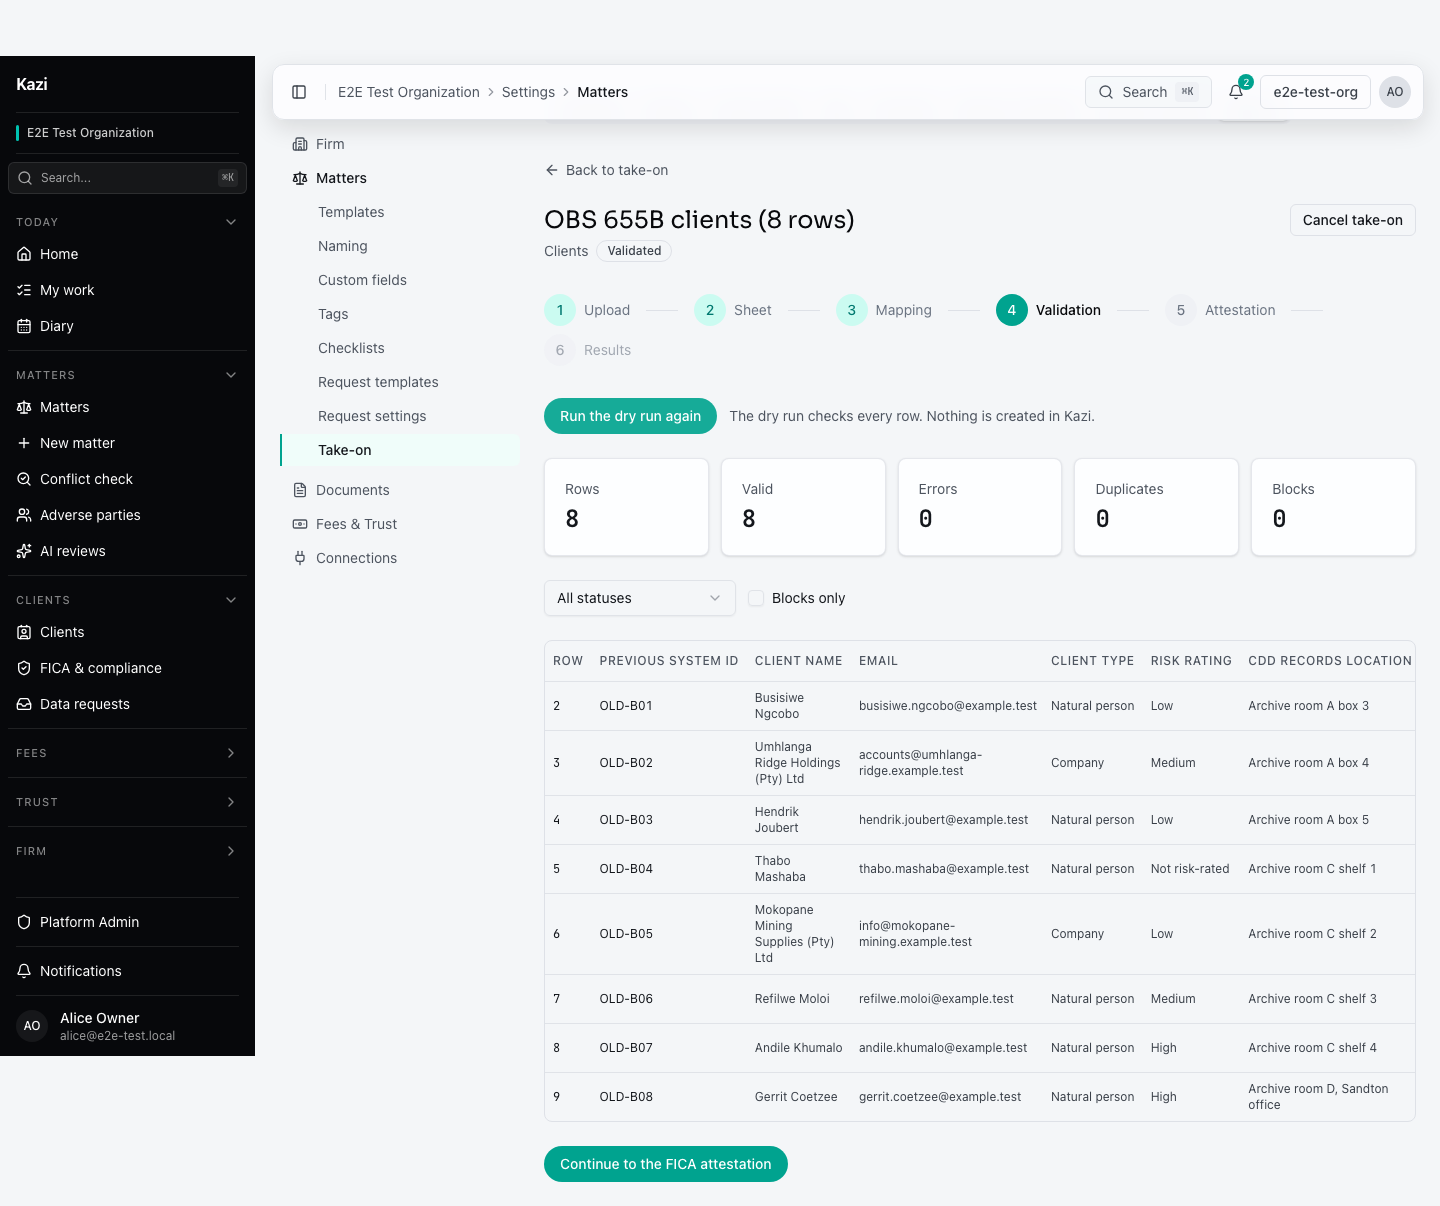 Kazi
E2E Test Organization
Search...
⌘K
TODAY
Home
My work
Diary
MATTERS
Matters
New matter
Conflict check
Adverse parties
AI reviews
CLIENTS
Clients
FICA & compliance
Data requests
FEES
TRUST
FIRM
Platform Admin
Notifications
AO
Alice Owner
alice@e2e-test.local
E2E Test Organization
Settings
Matters
Search ⌘K
2
e2e-test-org
AO
Firm
Matters
Templates
Naming
Custom fields
Tags
Checklists
Request templates
Request settings
Take-on
Documents
Fees & Trust
Connections
Back to take-on
OBS 655B clients (8 rows)
Cancel take-on
Clients Validated
1 Upload 2 Sheet 3 Mapping 4 Validation 5 Attestation
6 Results
Run the dry run again The dry run checks every row. Nothing is created in Kazi.
Rows Valid Errors Duplicates Blocks
8 8 0 0 0
All statuses Blocks only
ROW PREVIOUS SYSTEM ID CLIENT NAME EMAIL CLIENT TYPE RISK RATING CDD RECORDS LOCATION
2 OLD-B01 Busisiwe Ngcobo busisiwe.ngcobo@example.test Natural person Low Archive room A box 3
3 OLD-B02 Umhlanga Ridge Holdings (Pty) Ltd accounts@umhlanga-ridge.example.test Company Medium Archive room A box 4
4 OLD-B03 Hendrik Joubert hendrik.joubert@example.test Natural person Low Archive room A box 5
5 OLD-B04 Thabo Mashaba thabo.mashaba@example.test Natural person Not risk-rated Archive room C shelf 1
6 OLD-B05 Mokopane Mining Supplies (Pty) Ltd info@mokopane-mining.example.test Company Low Archive room C shelf 2
7 OLD-B06 Refilwe Moloi refilwe.moloi@example.test Natural person Medium Archive room C shelf 3
8 OLD-B07 Andile Khumalo andile.khumalo@example.test Natural person High Archive room C shelf 4
9 OLD-B08 Gerrit Coetzee gerrit.coetzee@example.test Natural person High Archive room D, Sandton office
Continue to the FICA attestation